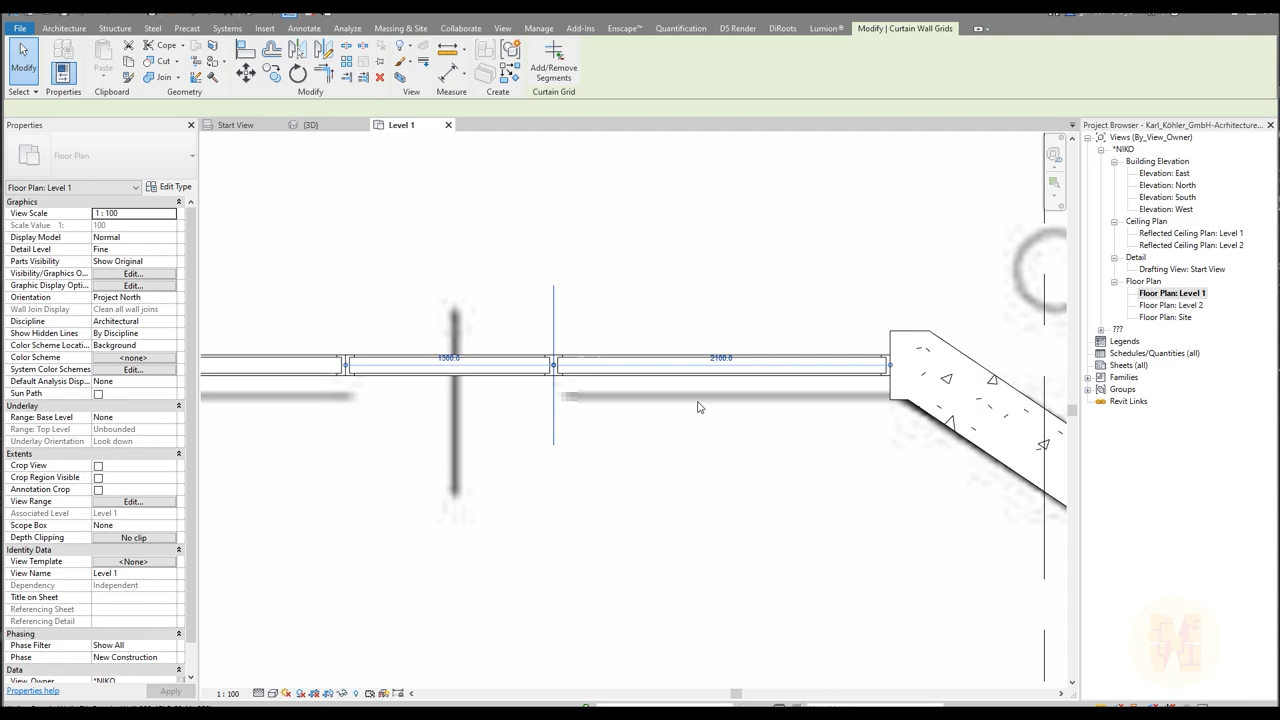 File Architecture Structure Steel Precast Systems Insert Annotate Analyze Massing & Site Collaborate View Manage Add-Ins Enscape™ Quantification D5 Render DiRoots Lumion® Modify | Curtain Wall Grids
Modify
Properties
Paste
Cope
Cut
Join
Add/Remove
Segments
Select Properties Clipboard Geometry Modify View Measure Create Curtain Grid
Properties
Start View (3D) Level 1
Project Browser - Karl_Köhler_GmbH-Acrhitecture...
Floor Plan
Floor Plan: Level 1 Edit Type
Graphics
View Scale 1 : 100
Scale Value 1: 100
Display Model Normal
Detail Level Fine
Parts Visibility Show Original
Visibility/Graphics O... Edit...
Graphic Display Opti... Edit...
Orientation Project North
Wall Join Display Clean all wall joins
Discipline Architectural
Show Hidden Lines By Discipline
Color Scheme Locati... Background
Color Scheme <none>
System Color Schemes Edit...
Default Analysis Disp... None
Sun Path
Underlay
Range: Base Level None
Range: Top Level Unbounded
Underlay Orientation Look down
Extents
Crop View
Crop Region Visible
Annotation Crop
View Range Edit...
Associated Level Level 1
Scope Box None
Depth Clipping No clip
Identity Data
View Template <None>
View Name Level 1
Dependency Independent
Title on Sheet
Referencing Sheet
Referencing Detail
Phasing
Phase Filter Show All
Phase New Construction
Data
View_Owner *NIKO
Properties help Apply
1300.0 2100.0
1 : 100
Views (By_View_Owner)
*NIKO
Building Elevation
Elevation: East
Elevation: North
Elevation: South
Elevation: West
Ceiling Plan
Reflected Ceiling Plan: Level 1
Reflected Ceiling Plan: Level 2
Detail
Drafting View: Start View
Floor Plan
Floor Plan: Level 1
Floor Plan: Level 2
Floor Plan: Site
???
Legends
Schedules/Quantities (all)
Sheets (all)
Families
Groups
Revit Links